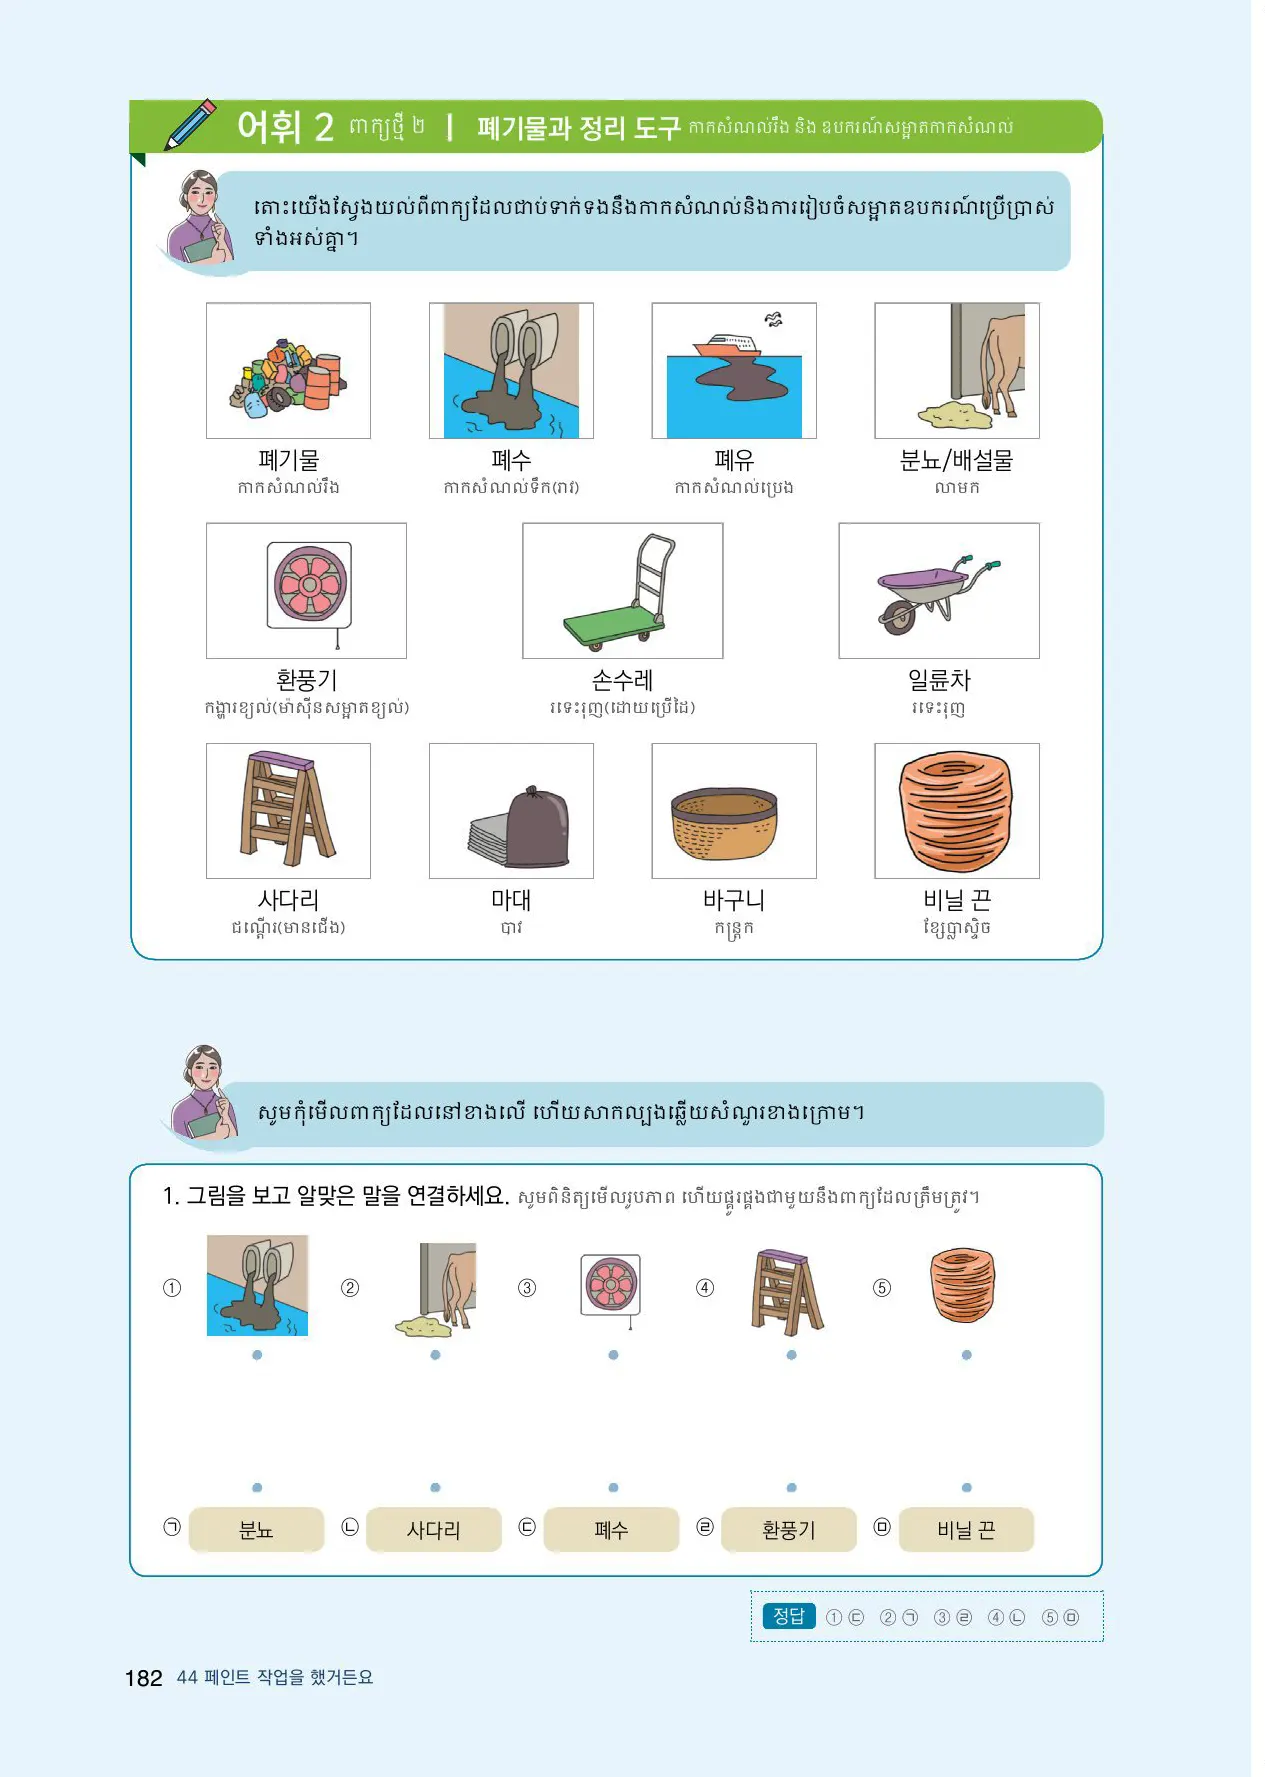 어휘 2 ពាក្យថ្មី ២ | 폐기물과 정리 도구 កាកសំណល់រឹង និង ឧបករណ៍សម្អាតកាកសំណល់
តោះយើងស្វែងយល់ពីពាក្យដែលជាប់ទាក់ទងនឹងកាកសំណល់និងការរៀបចំសម្អាតឧបករណ៍ប្រើប្រាស់
ទាំងអស់គ្នា។
폐기물 폐수 폐유 분뇨/배설물
កាកសំណល់រឹង កាកសំណល់ទឹក(រាវ) កាកសំណល់ប្រេង លាមក
환풍기 손수레 일륜차
កង្ហារខ្យល់(ម៉ាស៊ីនសម្អាតខ្យល់) រទេះរុញ(ដោយប្រើដៃ) រទេះរុញ
사다리 마대 바구니 비닐 끈
ជណ្តើរ(មានជើង) បាវ កន្ត្រក ខ្សែប្លាស្ទិច
សូមកុំមើលពាក្យដែលនៅខាងលើ ហើយសាកល្បងឆ្លើយសំណួរខាងក្រោម។
1. 그림을 보고 알맞은 말을 연결하세요. សូមពិនិត្យមើលរូបភាព ហើយផ្គូរផ្គងជាមួយនឹងពាក្យដែលត្រឹមត្រូវ។
① ② ③ ④ ⑤
㉠ 분뇨 ㉡ 사다리 ㉢ 폐수 ㉣ 환풍기 ㉤ 비닐 끈
정답 ①㉢ ②㉠ ③㉣ ④㉡ ⑤㉤
182 44 페인트 작업을 했거든요